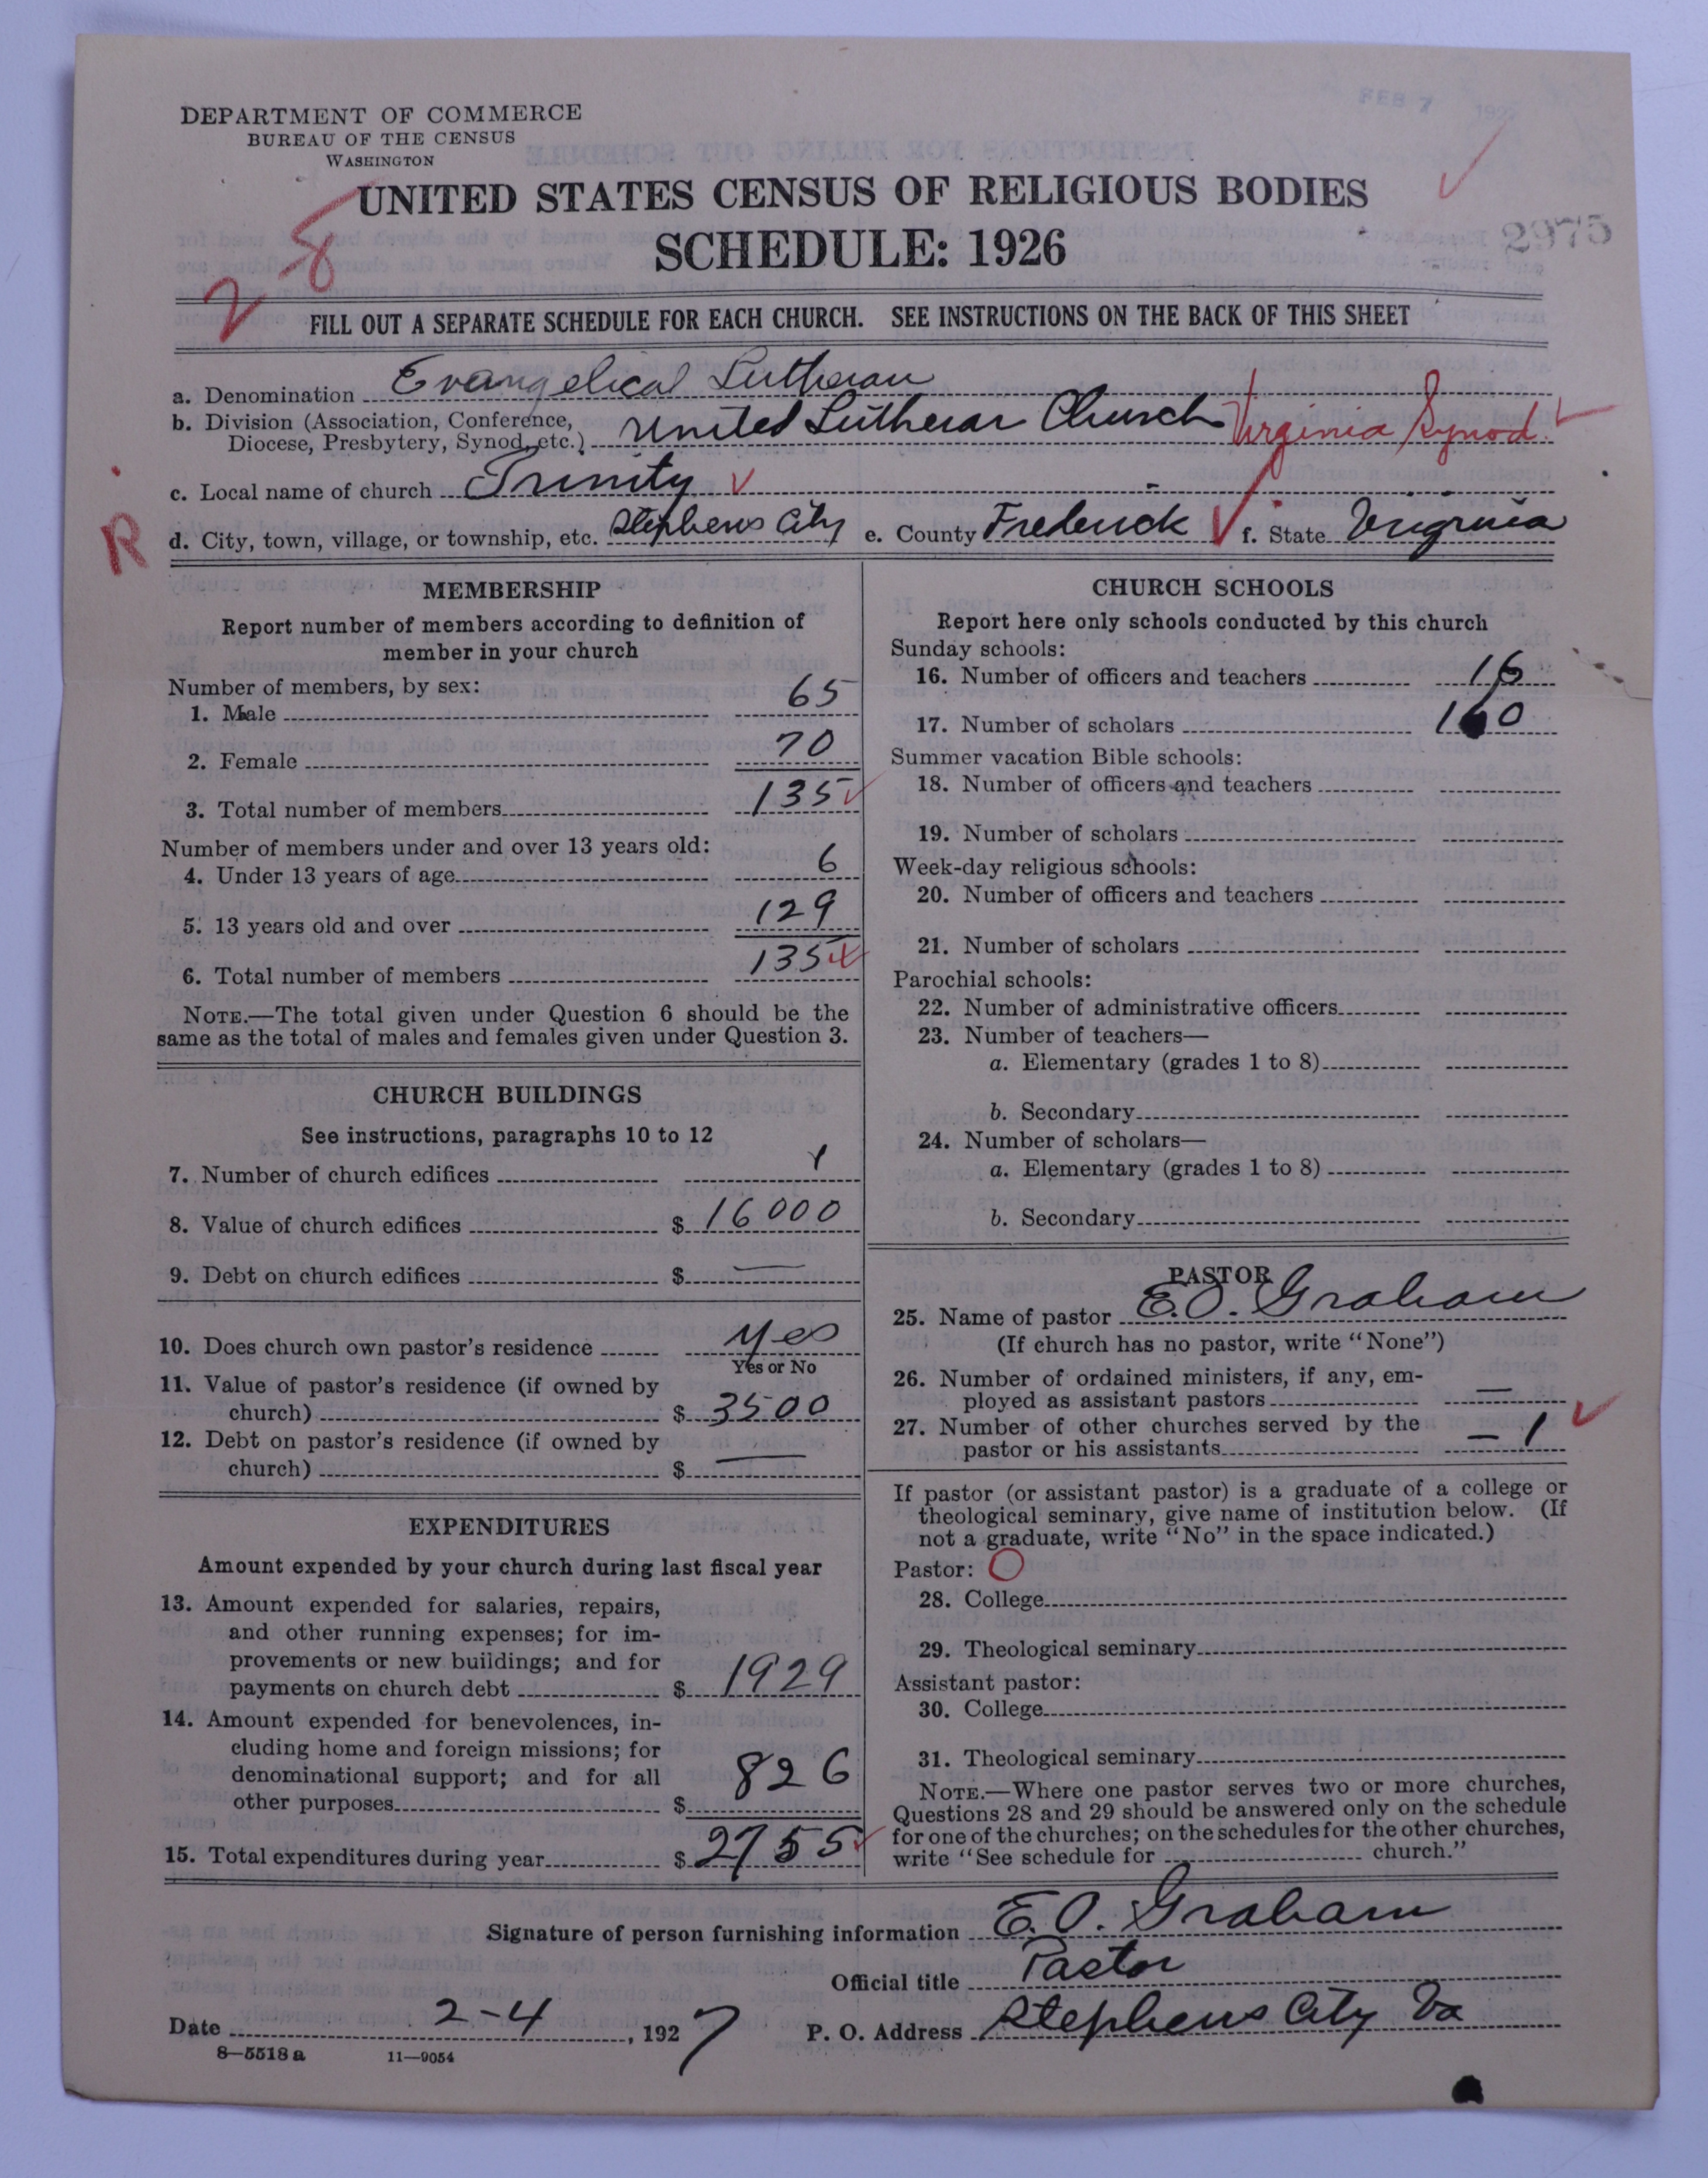 DEPARTMENT OF COMMERCE
BUREAU OF THE CENSUS
WASHINGTON
FEB 7 192
UNITED STATES CENSUS OF RELIGIOUS BODIES
SCHEDULE: 1926
2975
2-8
FILL OUT A SEPARATE SCHEDULE FOR EACH CHURCH. SEE INSTRUCTIONS ON THE BACK OF THIS SHEET
a. Denomination Evangelical Lutheran
b. Division (Association, Conference,
Diocese, Presbytery, Synod, etc.) United Lutheran Church Virginia Synod
c. Local name of church Trinity
R
d. City, town, village, or township, etc. Stephens City e. County Frederick f. State Virginia
MEMBERSHIP
Report number of members according to definition of
member in your church
Number of members, by sex:
1. Male 65
2. Female 70
3. Total number of members 135
Number of members under and over 13 years old:
4. Under 13 years of age 6
5. 13 years old and over 129
6. Total number of members 135
NOTE.—The total given under Question 6 should be the
same as the total of males and females given under Question 3.
CHURCH BUILDINGS
See instructions, paragraphs 10 to 12
7. Number of church edifices 1
8. Value of church edifices $ 16000
9. Debt on church edifices $ —
10. Does church own pastor's residence Yes
Yes or No
11. Value of pastor's residence (if owned by
church) $ 3500
12. Debt on pastor's residence (if owned by
church) $ —
EXPENDITURES
Amount expended by your church during last fiscal year
13. Amount expended for salaries, repairs,
and other running expenses; for im-
provements or new buildings; and for
payments on church debt $ 1929
14. Amount expended for benevolences, in-
cluding home and foreign missions; for
denominational support; and for all
other purposes $ 826
15. Total expenditures during year $ 2755
CHURCH SCHOOLS
Report here only schools conducted by this church
Sunday schools:
16. Number of officers and teachers 16
17. Number of scholars
Summer vacation Bible schools:
18. Number of officers and teachers
19. Number of scholars
Week-day religious schools:
20. Number of officers and teachers
21. Number of scholars
Parochial schools:
22. Number of administrative officers
23. Number of teachers—
a. Elementary (grades 1 to 8)
b. Secondary
24. Number of scholars—
a. Elementary (grades 1 to 8)
b. Secondary
PASTOR
25. Name of pastor E. O. Graham
(If church has no pastor, write "None")
26. Number of ordained ministers, if any, em-
ployed as assistant pastors —
27. Number of other churches served by the
pastor or his assistants — 1
If pastor (or assistant pastor) is a graduate of a college or
theological seminary, give name of institution below. (If
not a graduate, write "No" in the space indicated.)
Pastor: O
28. College
29. Theological seminary
Assistant pastor:
30. College
31. Theological seminary
NOTE.—Where one pastor serves two or more churches,
Questions 28 and 29 should be answered only on the schedule
for one of the churches; on the schedules for the other churches,
write "See schedule for church."
Signature of person furnishing information E. O. Graham
Official title Pastor
Date 2-4, 1927 P. O. Address Stephens City Va
8—5518 a 11—9054